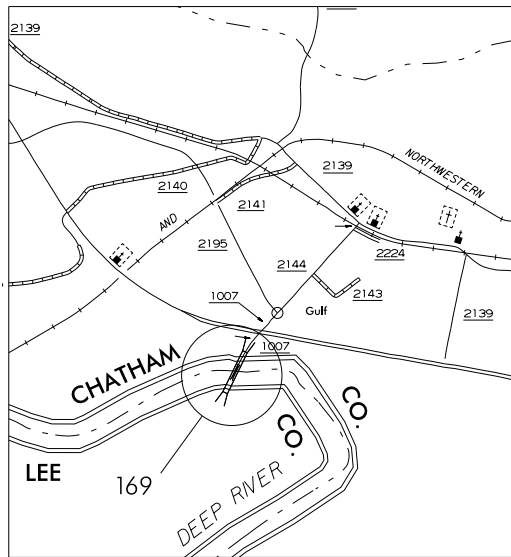 2139
NORTHWESTERN
2139
2140
AND
2141
2195
2144
2224
2143
1007
Gulf
2139
1007
CHATHAM CO.
LEE CO.
169
DEEP RIVER